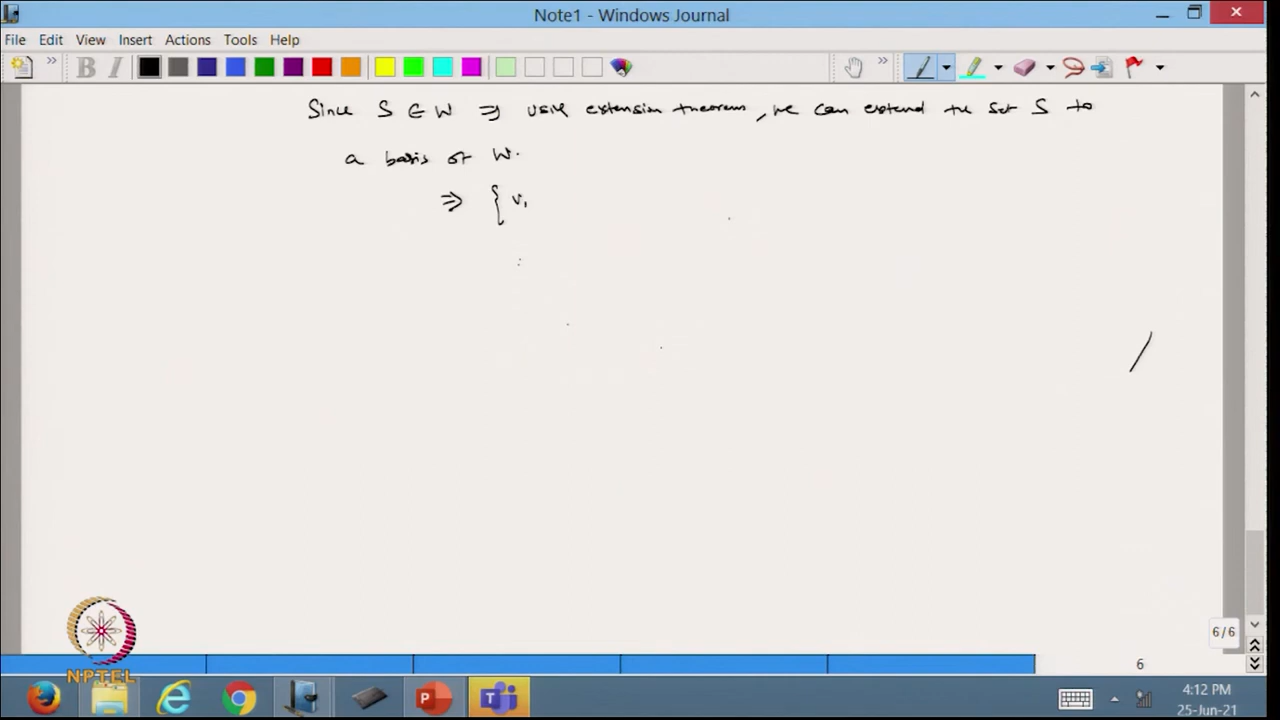 Note1 - Windows Journal
File Edit View Insert Actions Tools Help
Since S ∈ W ⇒ using extension theorem, we can extend the set S to
a basis of W.
⇒ { v₁
6 / 6
6
NPTEL
4:12 PM
25-Jun-21